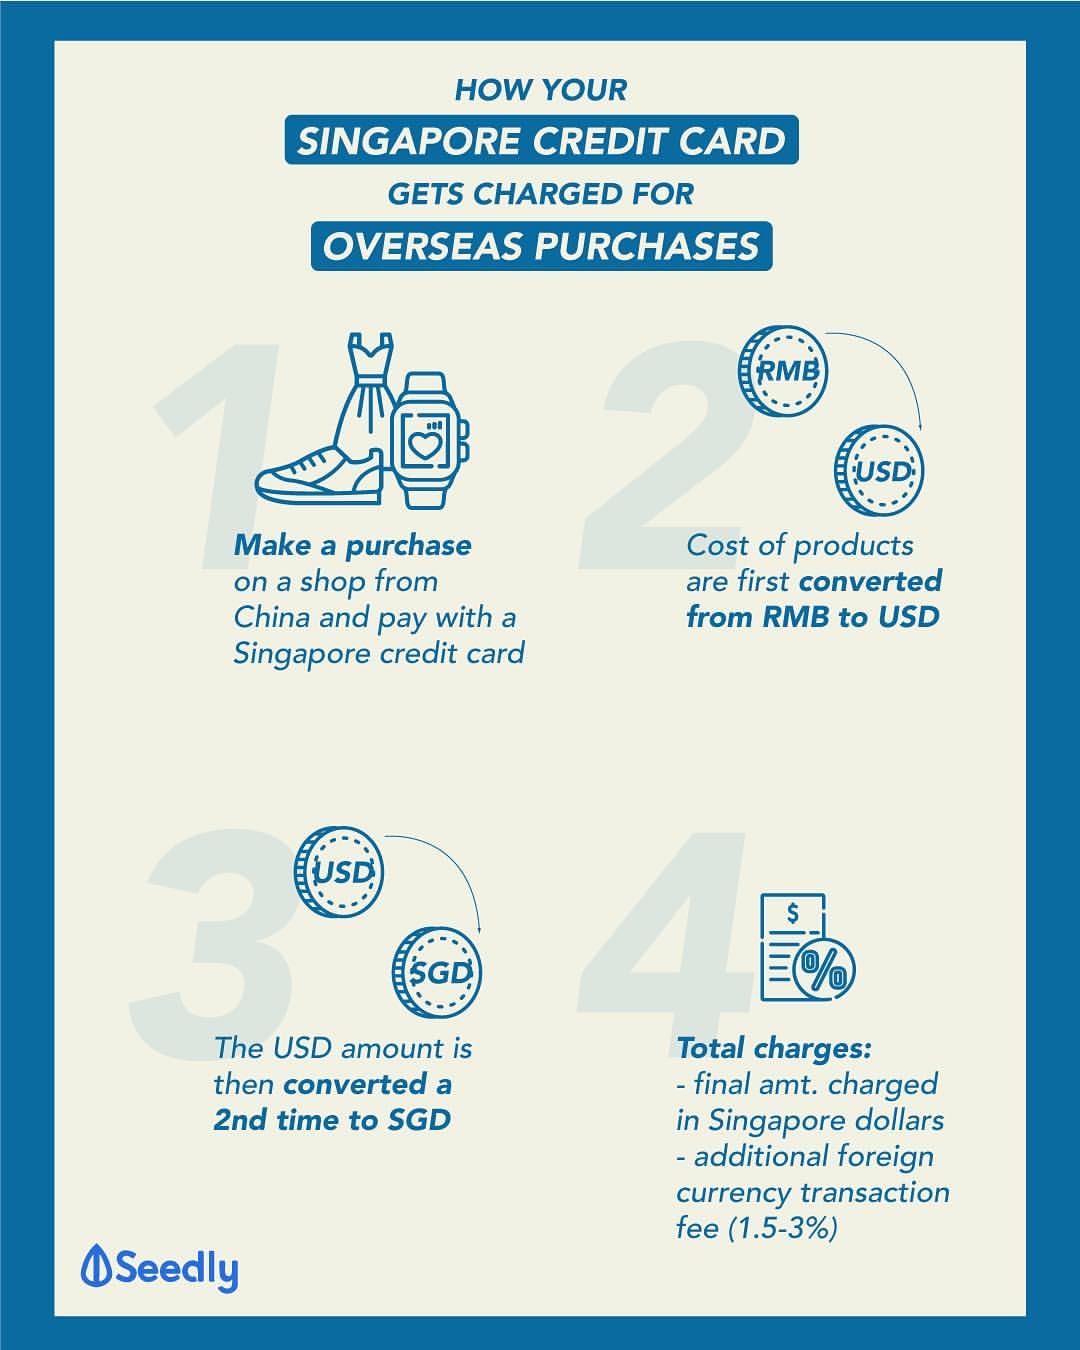 HOW YOUR
SINGAPORE CREDIT CARD
GETS CHARGED FOR
OVERSEAS PURCHASES
1
Make a purchase
on a shop from
China and pay with a
Singapore credit card
2
RMB
USD
Cost of products
are first converted
from RMB to USD
3
USD
SGD
The USD amount is
then converted a
2nd time to SGD
4
$
%
Total charges:
- final amt. charged
in Singapore dollars
- additional foreign
currency transaction
fee (1.5-3%)
Seedly